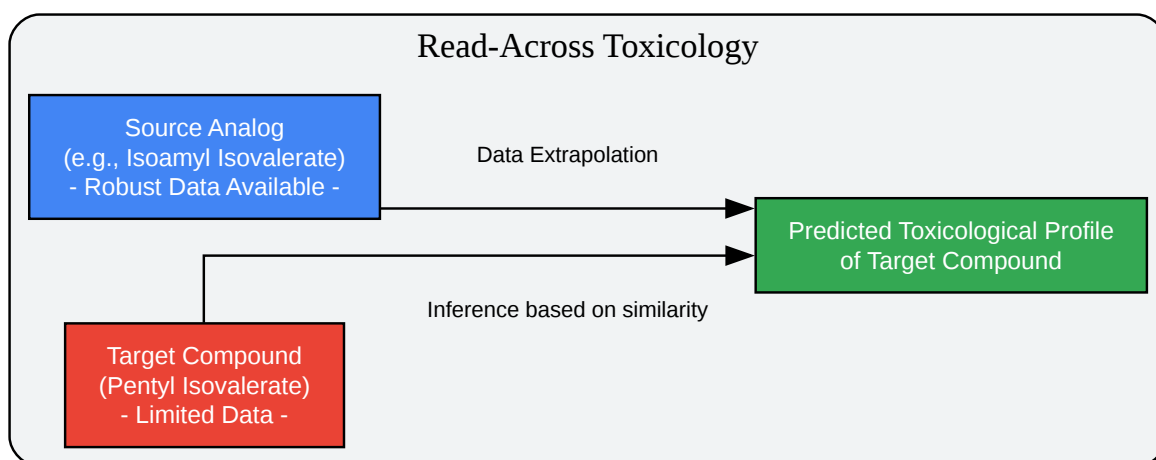 Read-Across Toxicology
Source Analog
(e.g., Isoamyl Isovalerate)
- Robust Data Available -
Data Extrapolation
Predicted Toxicological Profile
of Target Compound
Inference based on similarity
Target Compound
(Pentyl Isovalerate)
- Limited Data -